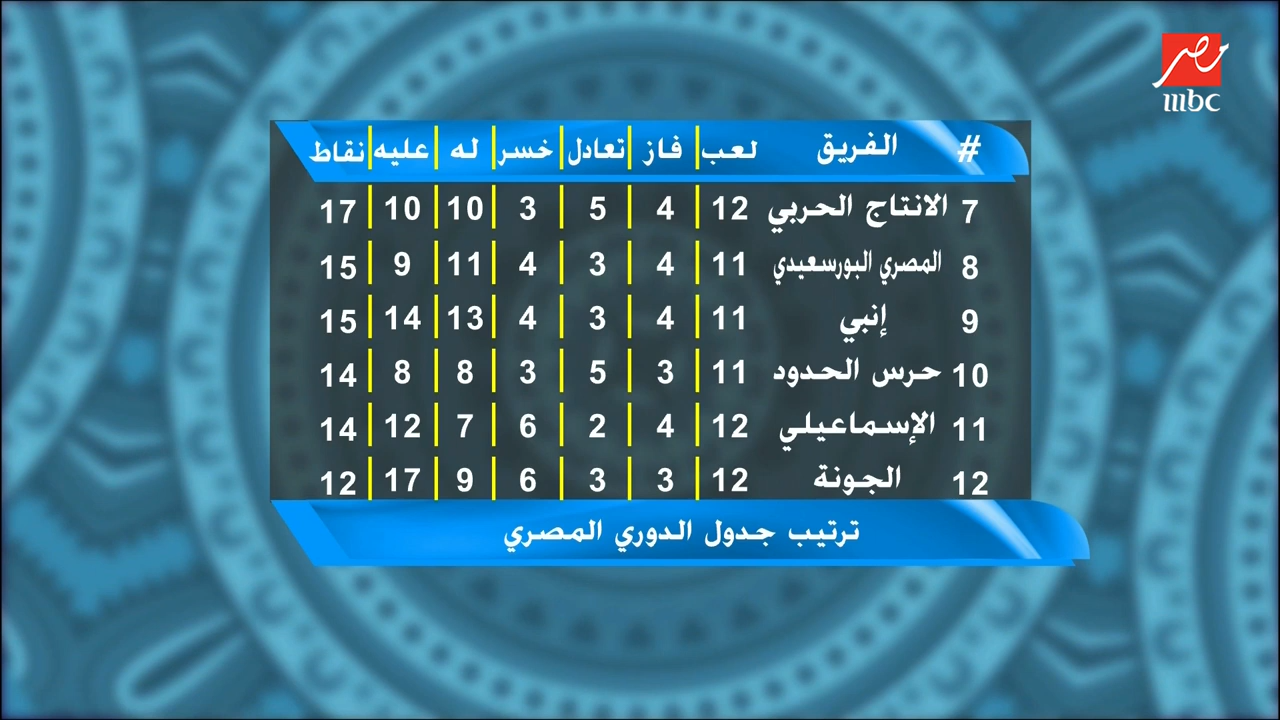 مصر
mbc
# الفريق لعب فاز تعادل خسر له عليه نقاط
7 الانتاج الحربي 12 4 5 3 10 10 17
8 المصري البورسعيدي 11 4 3 4 11 9 15
9 إنبي 11 4 3 4 13 14 15
10 حرس الحدود 11 3 5 3 8 8 14
11 الإسماعيلي 12 4 2 6 7 12 14
12 الجونة 12 3 3 6 9 17 12
ترتيب جدول الدوري المصري